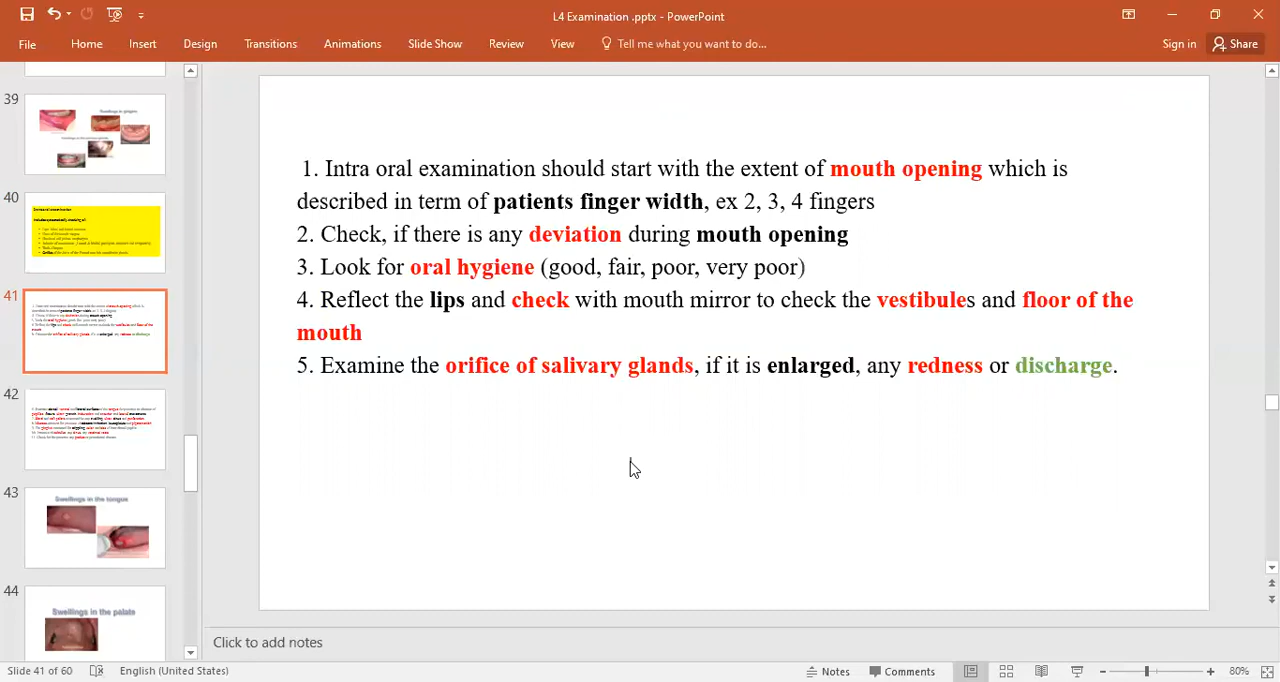 L4 Examination .pptx - PowerPoint
File Home Insert Design Transitions Animations Slide Show Review View Tell me what you want to do... Sign in Share
39
40
41
42
43
Swellings in the tongue
44
Swellings in the palate
1. Intra oral examination should start with the extent of mouth opening which is
described in term of patients finger width, ex 2, 3, 4 fingers
2. Check, if there is any deviation during mouth opening
3. Look for oral hygiene (good, fair, poor, very poor)
4. Reflect the lips and check with mouth mirror to check the vestibules and floor of the
mouth
5. Examine the orifice of salivary glands, if it is enlarged, any redness or discharge.
Click to add notes
Slide 41 of 60 English (United States) Notes Comments 80%